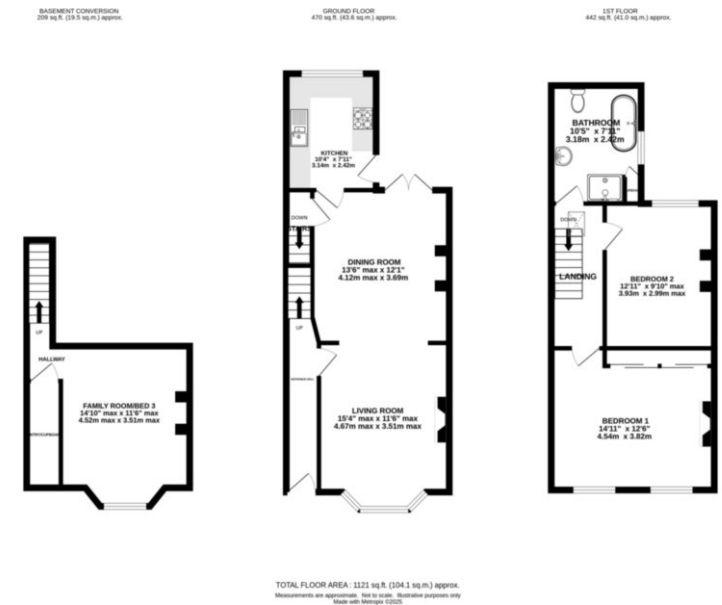 BASEMENT CONVERSION
209 sq.ft. (19.5 sq.m.) approx.
UP
HALLWAY
FAMILY ROOM/BED 3
14'10" max x 11'6" max
4.52m max x 3.51m max
GROUND FLOOR
470 sq.ft. (43.6 sq.m.) approx.
KITCHEN
10'4" x 7'11"
3.14m x 2.42m
DOWN
STAIRS
DINING ROOM
13'6" max x 12'1"
4.12m max x 3.69m
UP
LIVING ROOM
15'4" max x 11'6" max
4.67m max x 3.51m max
1ST FLOOR
442 sq.ft. (41.0 sq.m.) approx.
BATHROOM
10'5" x 7'11"
3.18m x 2.42m
DOWN
LANDING
BEDROOM 2
12'11" x 9'10" max
3.93m x 2.99m max
BEDROOM 1
14'11" x 12'6"
4.54m x 3.82m
TOTAL FLOOR AREA : 1121 sq.ft. (104.1 sq.m.) approx.
Measurements are approximate. Not to scale. Illustrative purposes only
Made with Metropix ©2025